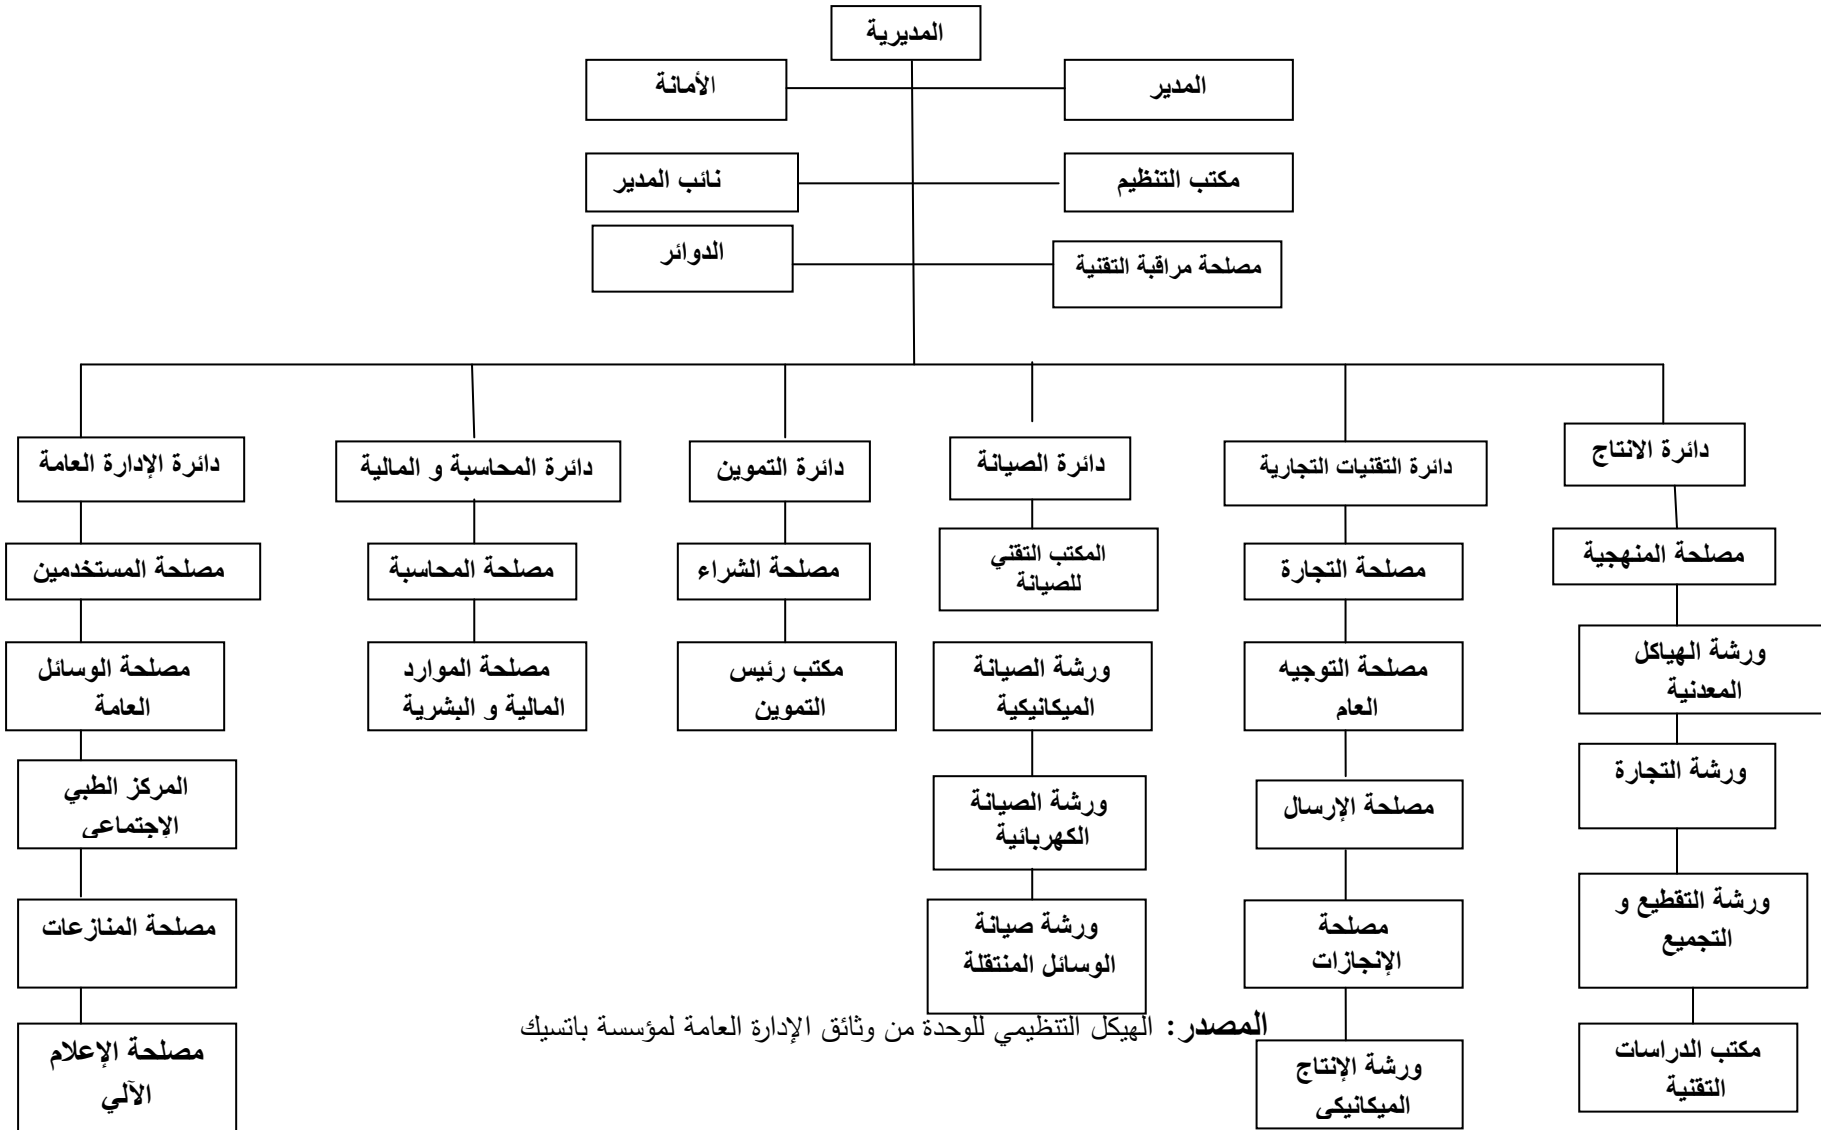 المديرية
المدير
الأمانة
مكتب التنظيم
نائب المدير
مصلحة مراقبة التقنية
الدوائر
دائرة الانتاج
دائرة التقنيات التجارية
دائرة الصيانة
دائرة التموين
دائرة المحاسبة و المالية
دائرة الإدارة العامة
مصلحة المنهجية
مصلحة التجارة
المكتب التقني
للصيانة
مصلحة الشراء
مصلحة المحاسبة
مصلحة المستخدمين
ورشة الهياكل
المعدنية
مصلحة التوجيه
العام
ورشة الصيانة
الميكانيكية
مكتب رئيس
التموين
مصلحة الموارد
المالية و البشرية
مصلحة الوسائل
العامة
ورشة التجارة
مصلحة الإرسال
ورشة الصيانة
الكهربائية
المركز الطبي
الإجتماعي
ورشة التقطيع و
التجميع
مصلحة
الإنجازات
ورشة صيانة
الوسائل المنتقلة
مصلحة المنازعات
مكتب الدراسات
التقنية
ورشة الإنتاج
الميكانيكي
مصلحة الإعلام
الآلي
المصدر: الهيكل التنظيمي للوحدة من وثائق الإدارة العامة لمؤسسة باتسيك